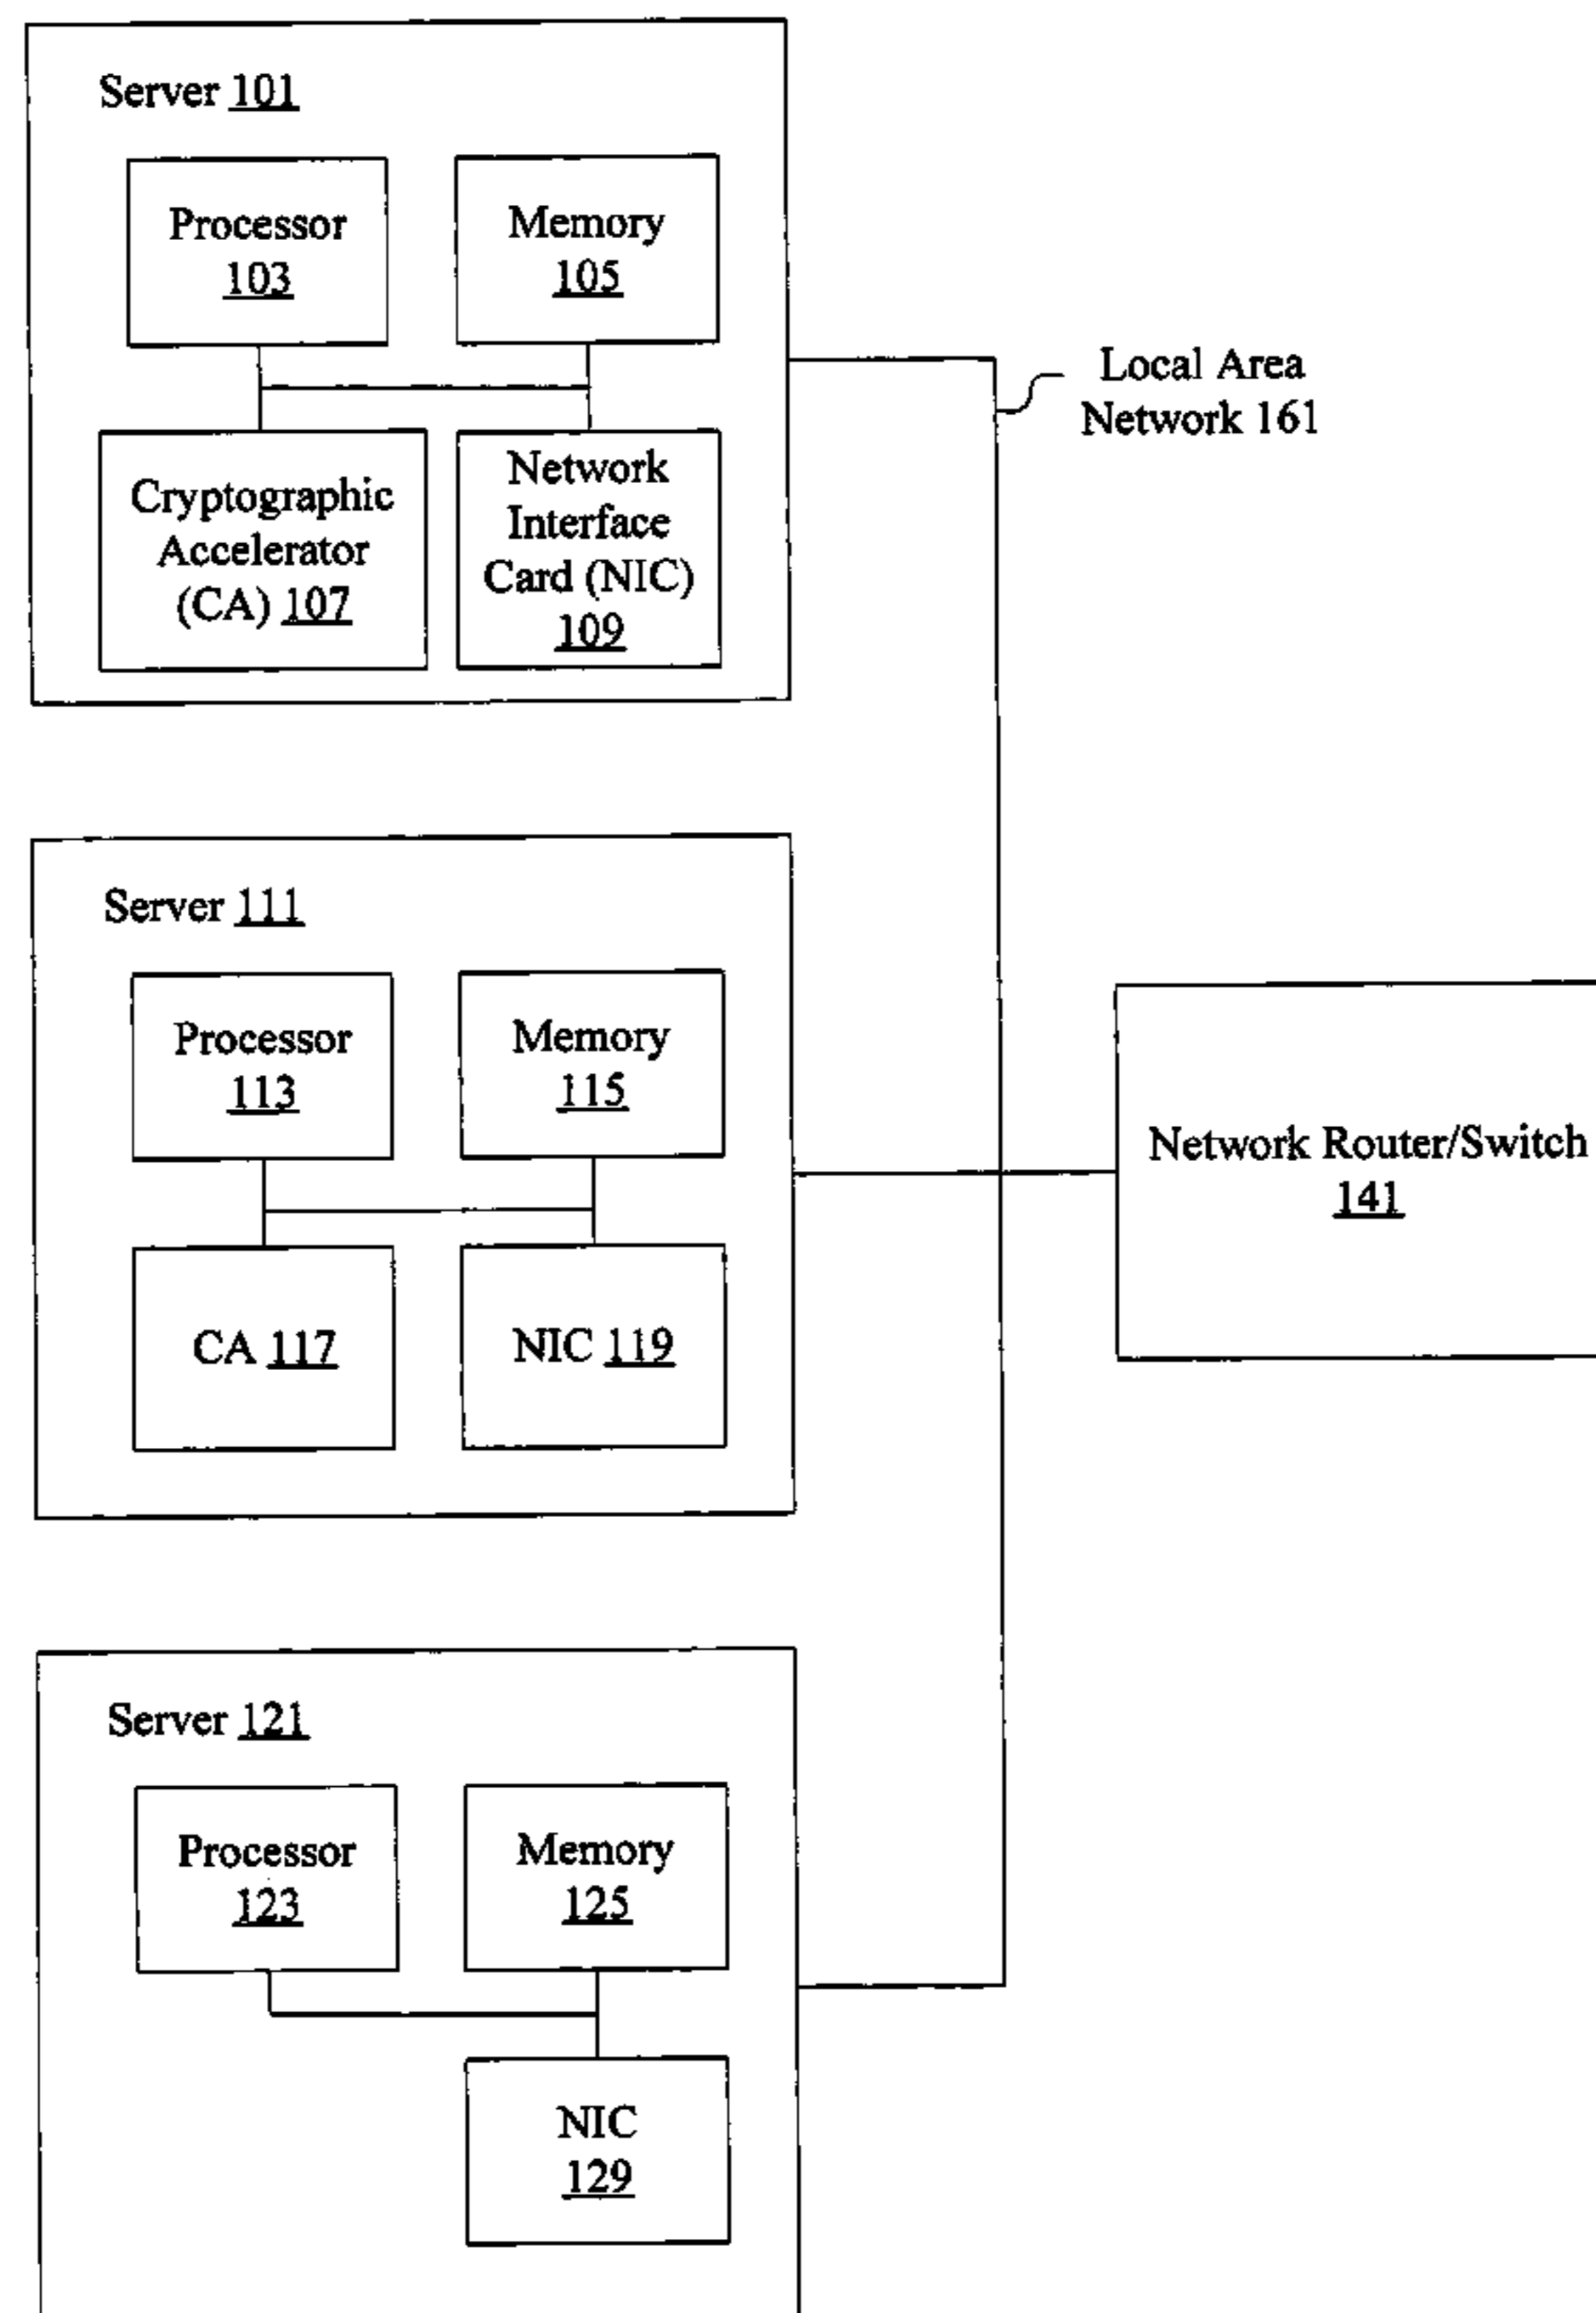 Server 101
Processor
103
Memory
105
Cryptographic
Accelerator
(CA) 107
Network
Interface
Card (NIC)
109
Local Area
Network 161
Server 111
Processor
113
Memory
115
CA 117
NIC 119
Network Router/Switch
141
Server 121
Processor
123
Memory
125
NIC
129